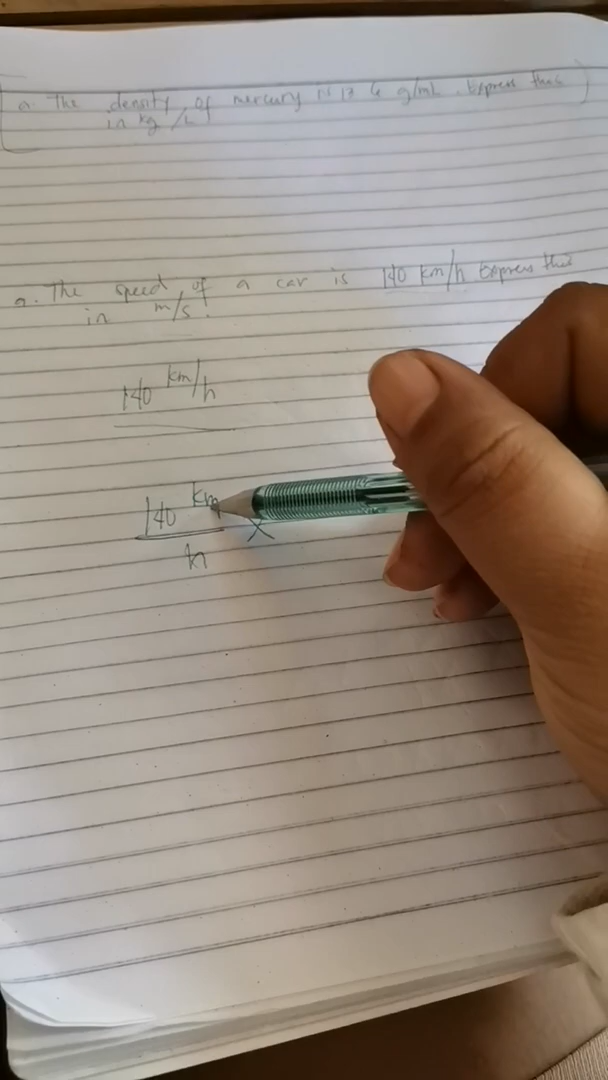 a. The density of mercury is 13.6 g/mL. Express this
in kg/L
a. The speed of a car is 140 km/h Express this
in m/s.
140 km/h
140 km
h ×